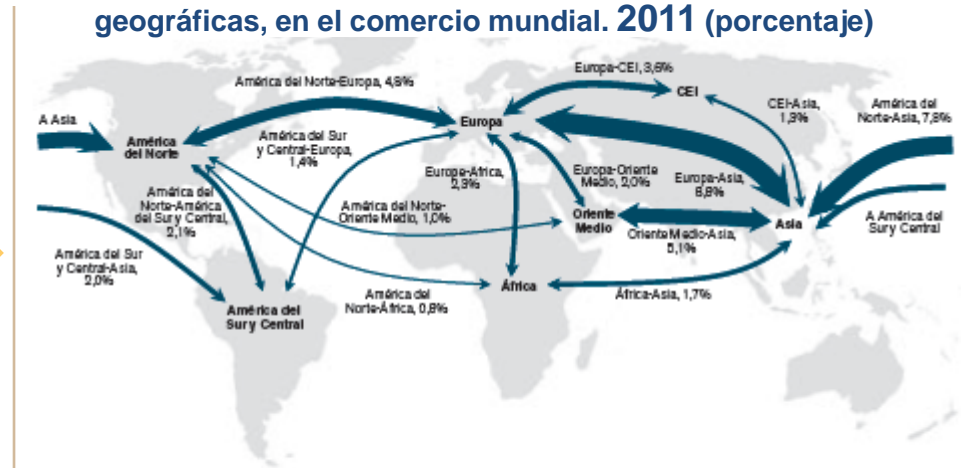 geográficas, en el comercio mundial. 2011 (porcentaje)
América del Norte-Europa, 4,8%
Europa-CEI, 3,6%
CEI
CEI-Asia,
1,3%
América del
Norte-Asia, 7,8%
A Asia
América
del Norte
América del Sur
y Central-Europa,
1,4%
Europa
Europe-África,
2,3%
Europa-Oriente
Medio, 2,0%
Europa-Asia,
8,8%
América del
Norte-América
del Sur y Central,
2,1%
América del Norte-
Oriente Medio, 1,0%
Oriente
Medio
Oriente Medio-Asia,
5,1%
Asia
A América del
Sur y Central
América del Sur
y Central-Asia,
2,0%
América del
Sur y Central
América del
Norte-África, 0,8%
África
África-Asia, 1,7%